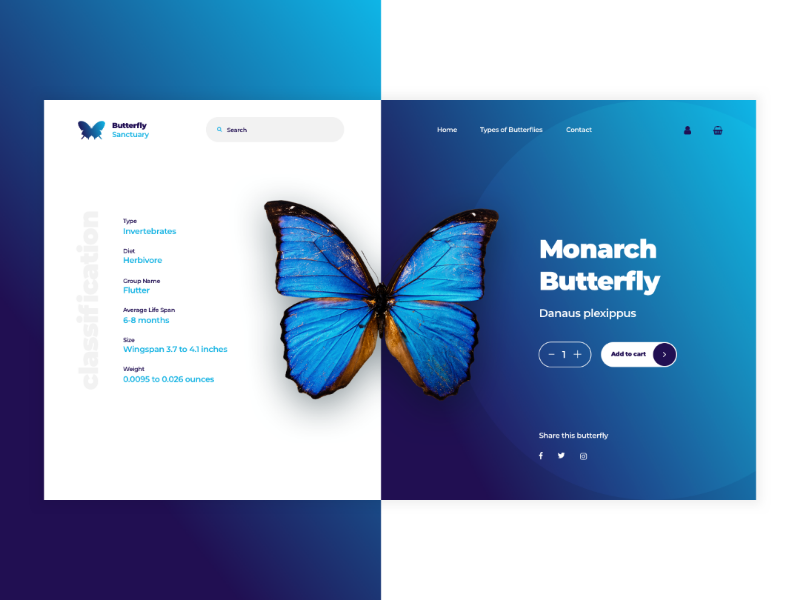 Butterfly
Sanctuary
Search
Home
Types of Butterflies
Contact
classification
Type
Invertebrates
Diet
Herbivore
Group Name
Flutter
Average Life Span
6-8 months
Size
Wingspan 3.7 to 4.1 inches
Weight
0.0095 to 0.026 ounces
Monarch
Butterfly
Danaus plexippus
− 1 +
Add to cart
Share this butterfly